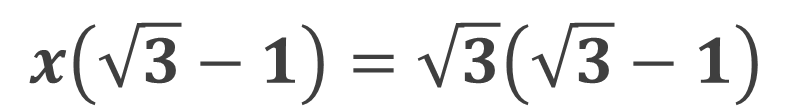 x(√3 − 1) = √3(√3 − 1)